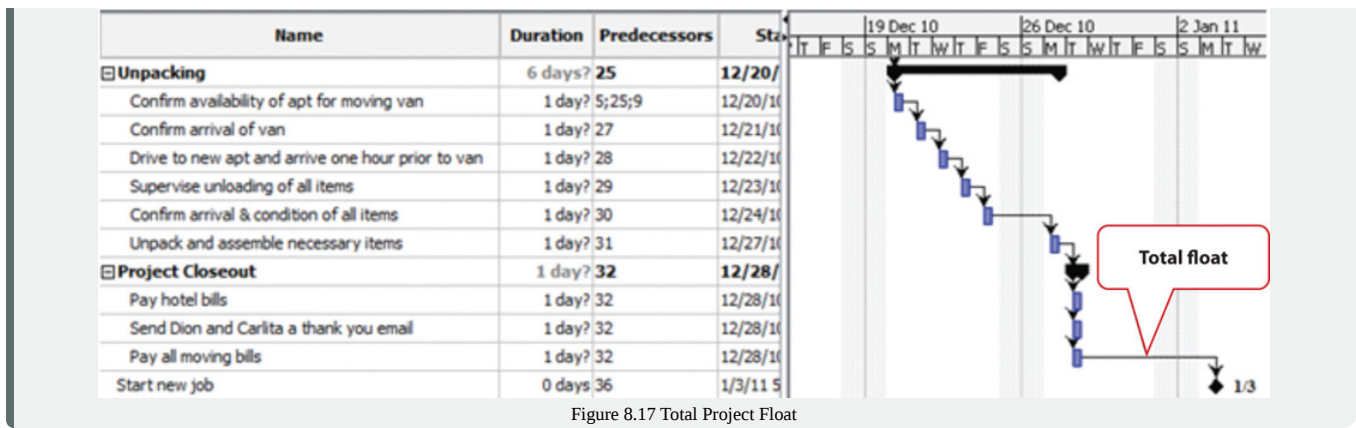 Name Duration Predecessors Sta 19 Dec 10 26 Dec 10 2 Jan 11
T F S S M T W T F S S M T W T F S S M T W
Unpacking 6 days? 25 12/20/
Confirm availability of apt for moving van 1 day? 5;25;9 12/20/10
Confirm arrival of van 1 day? 27 12/21/10
Drive to new apt and arrive one hour prior to van 1 day? 28 12/22/10
Supervise unloading of all items 1 day? 29 12/23/10
Confirm arrival & condition of all items 1 day? 30 12/24/10
Unpack and assemble necessary items 1 day? 31 12/27/10
Total float
Project Closeout 1 day? 32 12/28/
Pay hotel bills 1 day? 32 12/28/10
Send Dion and Carlita a thank you email 1 day? 32 12/28/10
Pay all moving bills 1 day? 32 12/28/10
Start new job 0 days 36 1/3/11 5 1/3
Figure 8.17 Total Project Float